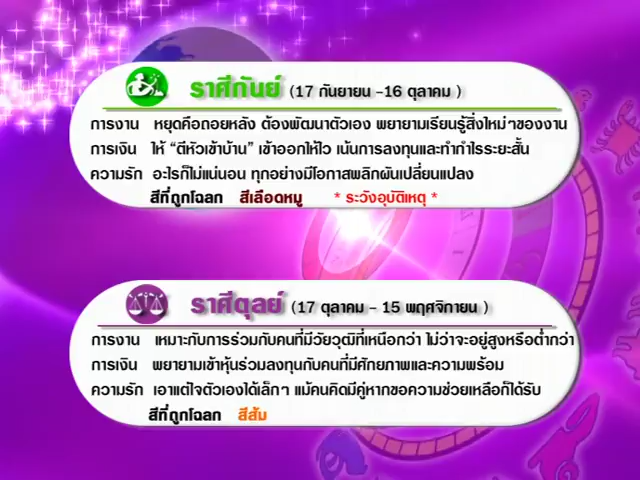 ราศีกันย์ (17 กันยายน -16 ตุลาคม )
การงาน หยุดคือถอยหลัง ต้องพัฒนาตัวเอง พยายามเรียนรู้สิ่งใหม่ๆของงาน
การเงิน ให้ “ตีหัวเข้าบ้าน” เข้าออกให้ไว เน้นการลงทุนและทำกำไรระยะสั้น
ความรัก อะไรก็ไม่แน่นอน ทุกอย่างมีโอกาสพลิกผันเปลี่ยนแปลง
สีที่ถูกโฉลก สีเลือดหมู * ระวังอุบัติเหตุ *
ราศีตุลย์ (17 ตุลาคม - 15 พฤศจิกายน )
การงาน เหมาะกับการร่วมกับคนที่มีวัยวุฒิที่เหนือกว่า ไม่ว่าจะอยู่สูงหรือต่ำกว่า
การเงิน พยายามเข้าหุ้นร่วมลงทุนกับคนที่มีศักยภาพและความพร้อม
ความรัก เอาแต่ใจตัวเองได้เล็กๆ แม้คนคิดมีคู่หากขอความช่วยเหลือก็ได้รับ
สีที่ถูกโฉลก สีส้ม